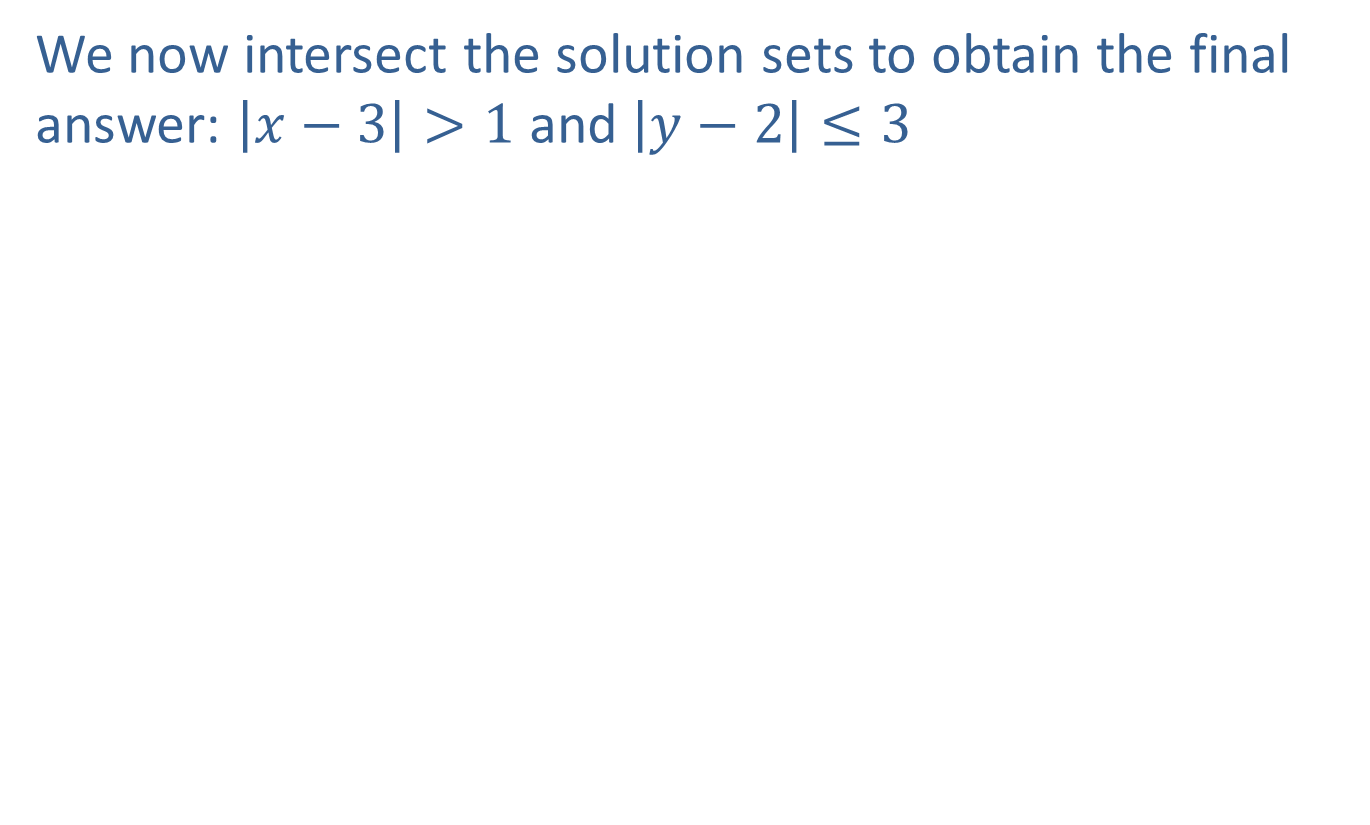 We now intersect the solution sets to obtain the final
answer: |x − 3| > 1 and |y − 2| ≤ 3